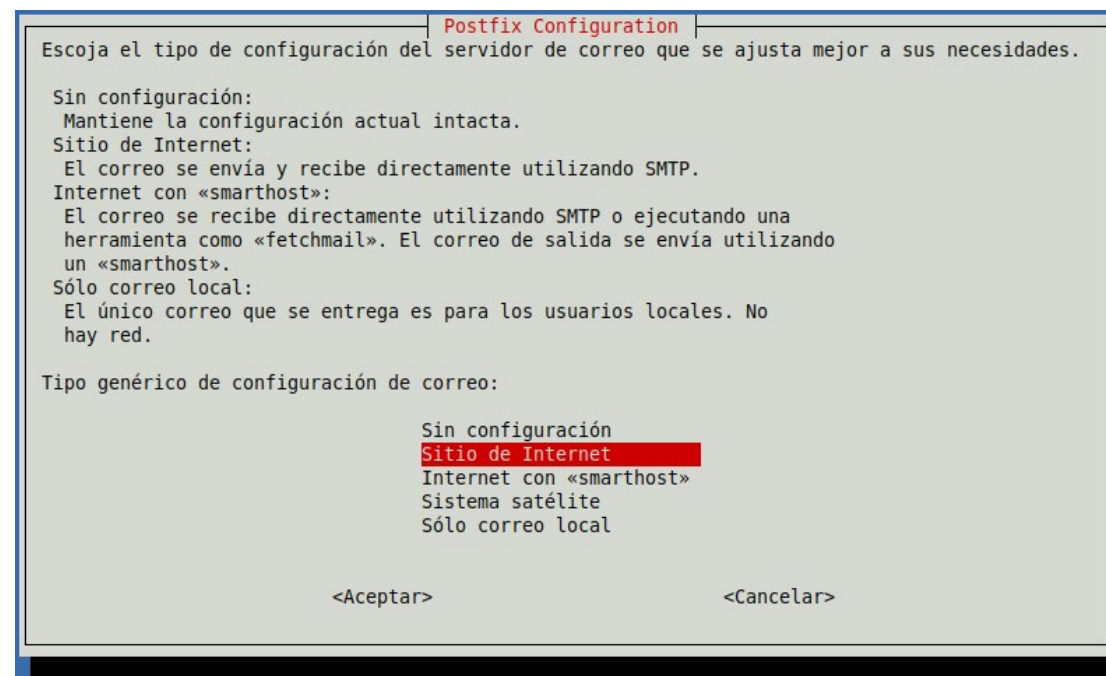 Postfix Configuration
Escoja el tipo de configuración del servidor de correo que se ajusta mejor a sus necesidades.
Sin configuración:
Mantiene la configuración actual intacta.
Sitio de Internet:
El correo se envía y recibe directamente utilizando SMTP.
Internet con «smarthost»:
El correo se recibe directamente utilizando SMTP o ejecutando una
herramienta como «fetchmail». El correo de salida se envía utilizando
un «smarthost».
Sólo correo local:
El único correo que se entrega es para los usuarios locales. No
hay red.
Tipo genérico de configuración de correo:
Sin configuración
Sitio de Internet
Internet con «smarthost»
Sistema satélite
Sólo correo local
<Aceptar> <Cancelar>